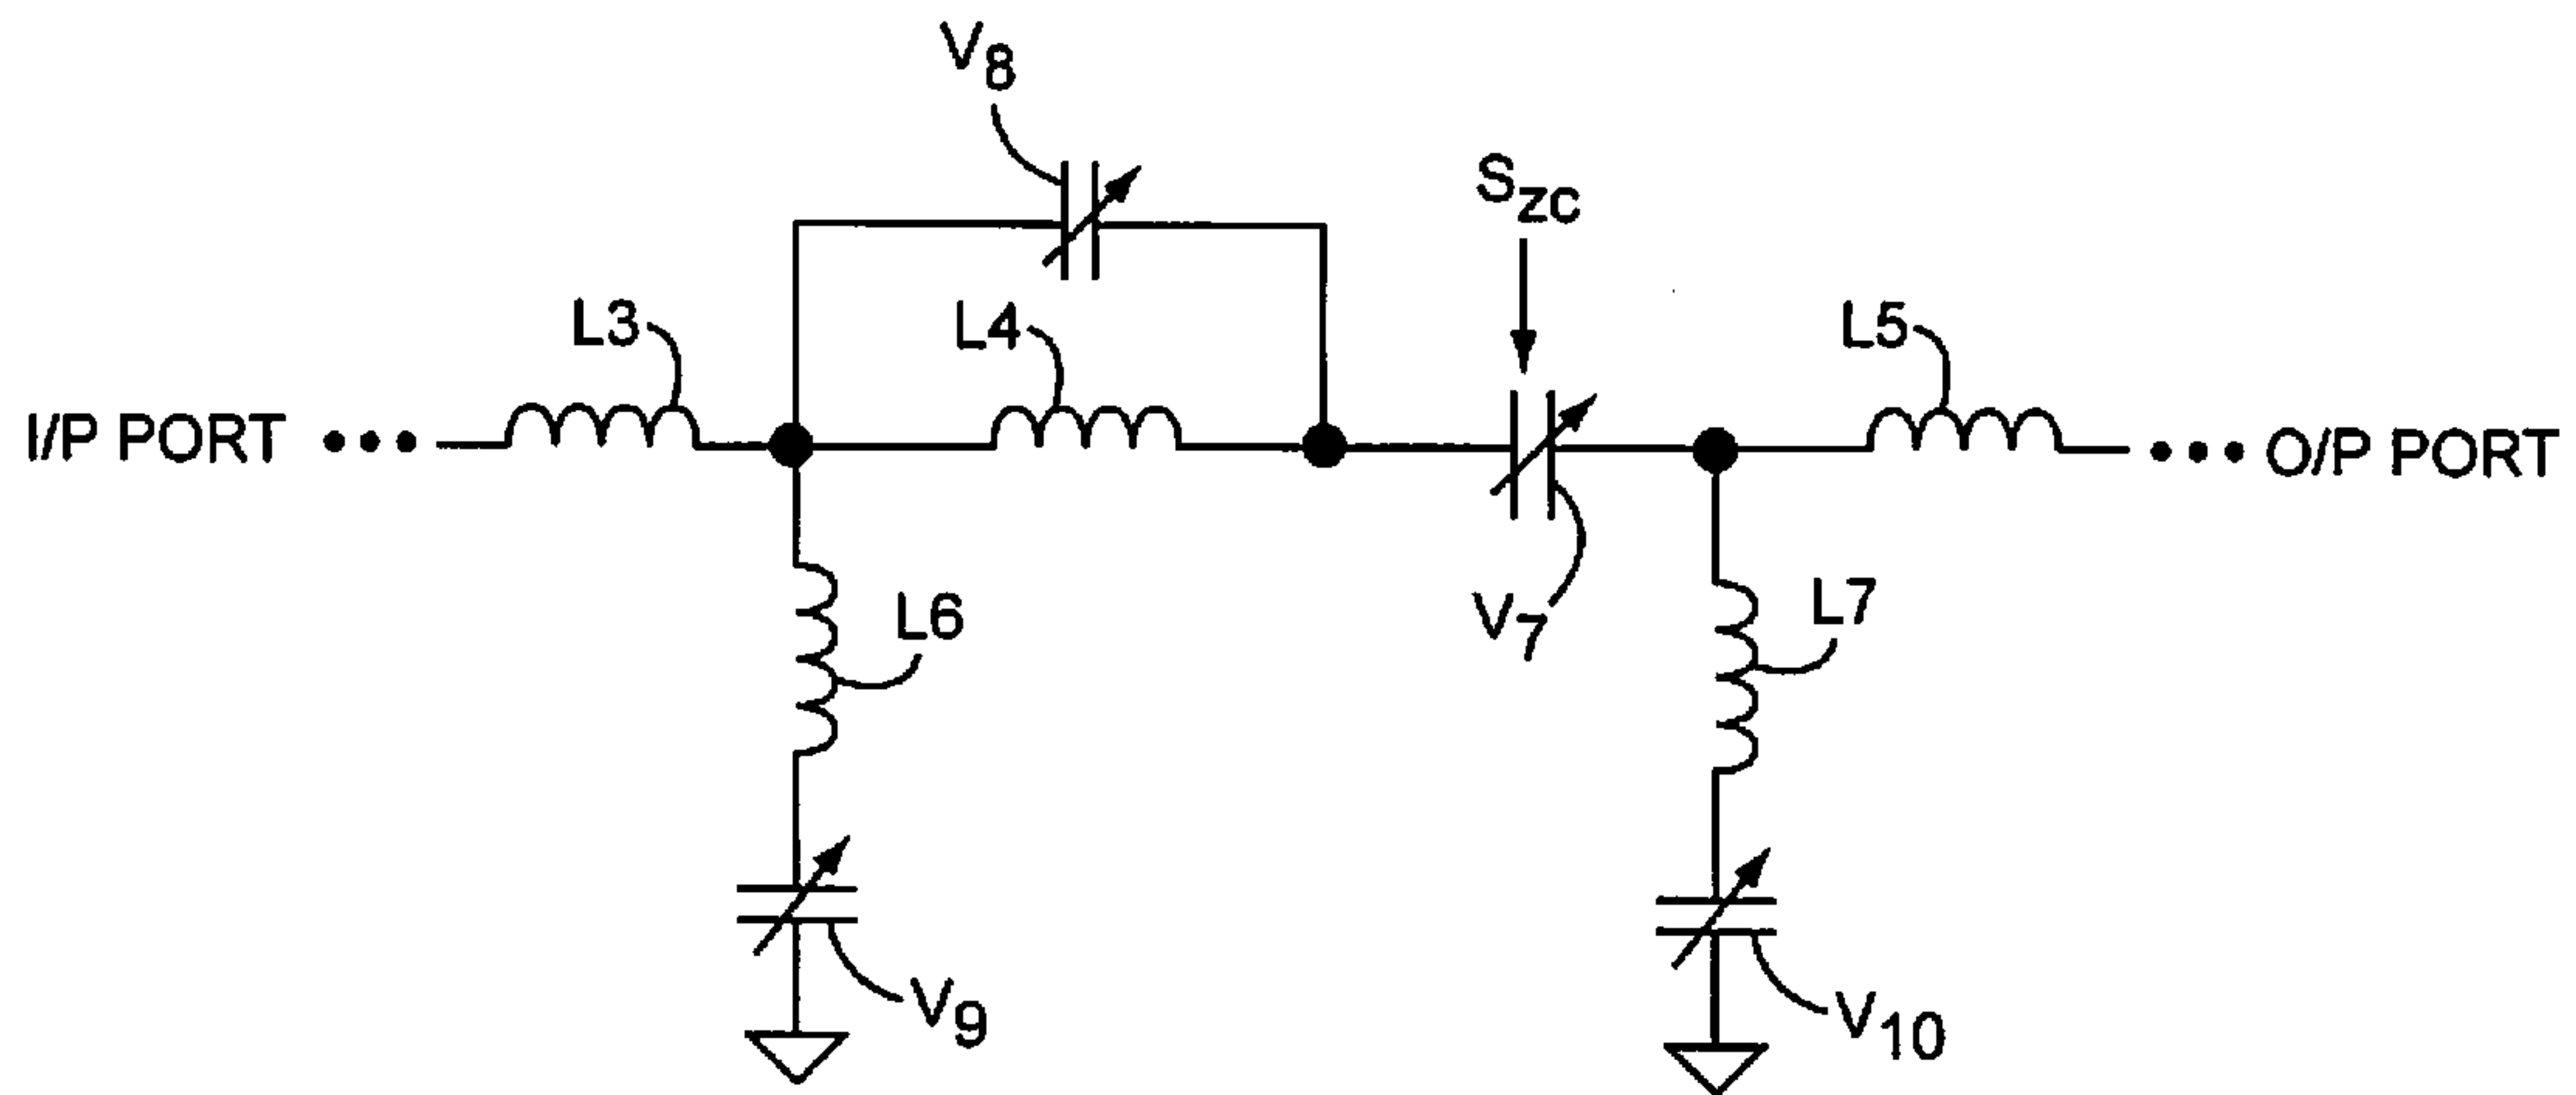 V8
Szc
L3
L4
L5
I/P PORT ••• ••• O/P PORT
L6
V7
L7
V9
V10